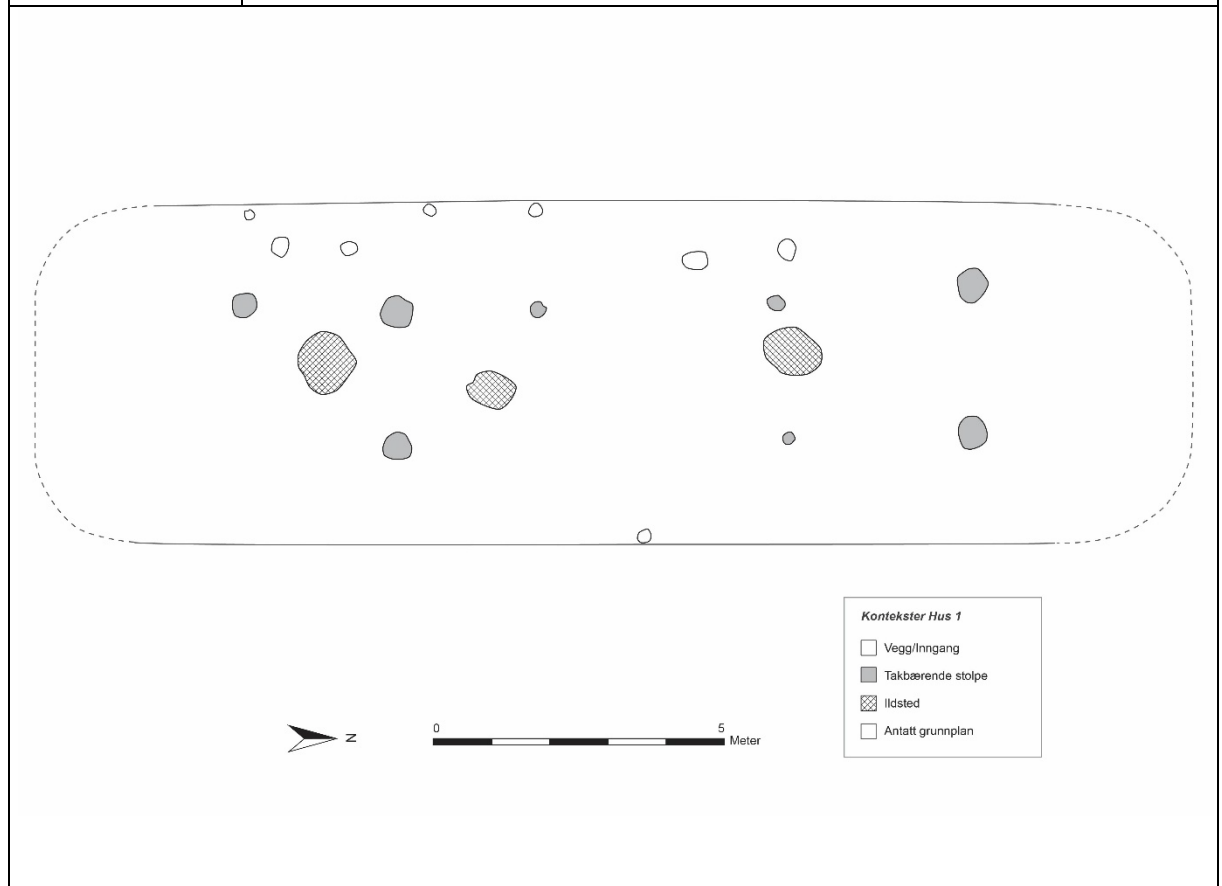 Kontekster Hus 1
Vegg/Inngang
Takbærende stolpe
Ildsted
Antatt grunnplan
N
0 5
Meter